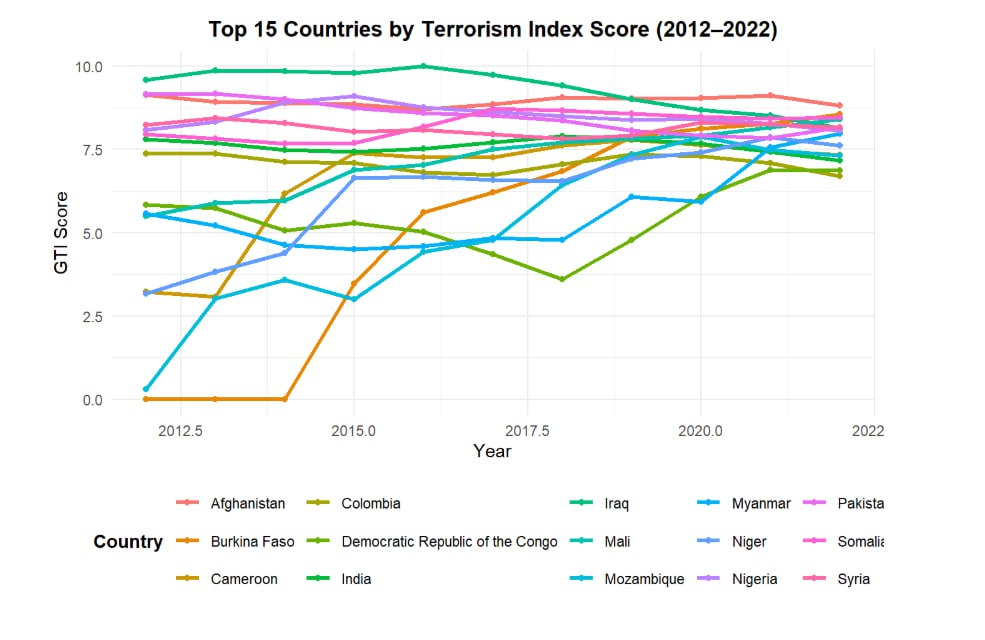 Top 15 Countries by Terrorism Index Score (2012–2022)
10.0
7.5
5.0
2.5
0.0
GTI Score
2012.5 2015.0 2017.5 2020.0 2022
Year
Country
Afghanistan Colombia Iraq Myanmar Pakista
Burkina Faso Democratic Republic of the Congo Mali Niger Somalia
Cameroon India Mozambique Nigeria Syria